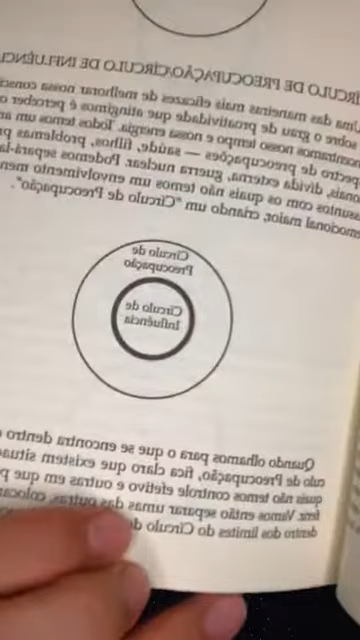 CÍRCULO DE PREOCUPAÇÃO/CÍRCULO DE INFLUÊNCIA
Uma das maneiras mais eficazes de melhorar nossa
sobre o grau de proatividade que atingimos é perceber
nosso tempo e nossa energia. Todos temos um
de preocupações — saúde, filhos, problemas
dívida externa, guerra nuclear. Podemos
assuntos com os quais não temos um envolvimento
emocional maior, criando um "Círculo de Preocupação".
Círculo de
Preocupação
Círculo de
Influência
Quando olhamos para o que se encontra dentro
de Preocupação, fica claro que existem
quais não temos controle efetivo e outras em que
Vamos então separar umas das outras,
dentro dos limites do Círculo